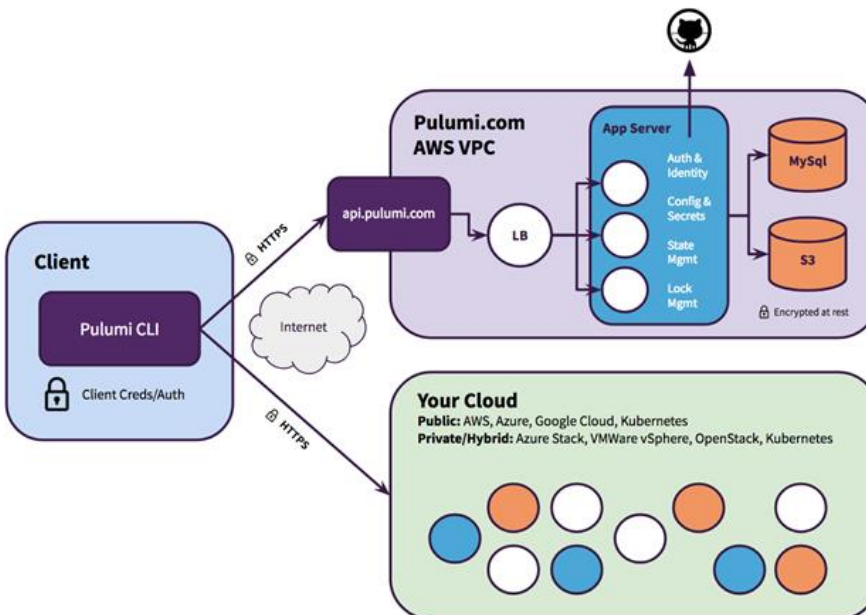 Pulumi.com
AWS VPC
App Server
Auth &
Identity
Config &
Secrets
State
Mgmt
Lock
Mgmt
MySql
S3
Encrypted at rest
api.pulumi.com
LB
HTTPS
Client
Pulumi CLI
Client Creds/Auth
Internet
HTTPS
Your Cloud
Public: AWS, Azure, Google Cloud, Kubernetes
Private/Hybrid: Azure Stack, VMWare vSphere, OpenStack, Kubernetes